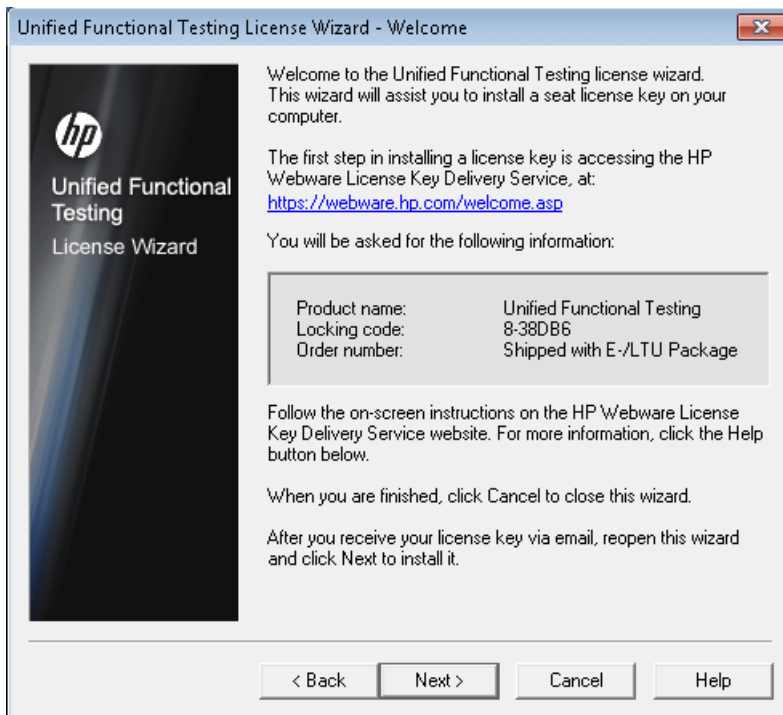 Unified Functional Testing License Wizard - Welcome
hp
Unified Functional
Testing
License Wizard
Welcome to the Unified Functional Testing license wizard.
This wizard will assist you to install a seat license key on your
computer.
The first step in installing a license key is accessing the HP
Webware License Key Delivery Service, at:
https://webware.hp.com/welcome.asp
You will be asked for the following information:
Product name: Unified Functional Testing
Locking code: 8-38DB6
Order number: Shipped with E-/LTU Package
Follow the on-screen instructions on the HP Webware License
Key Delivery Service website. For more information, click the Help
button below.
When you are finished, click Cancel to close this wizard.
After you receive your license key via email, reopen this wizard
and click Next to install it.
< Back Next > Cancel Help